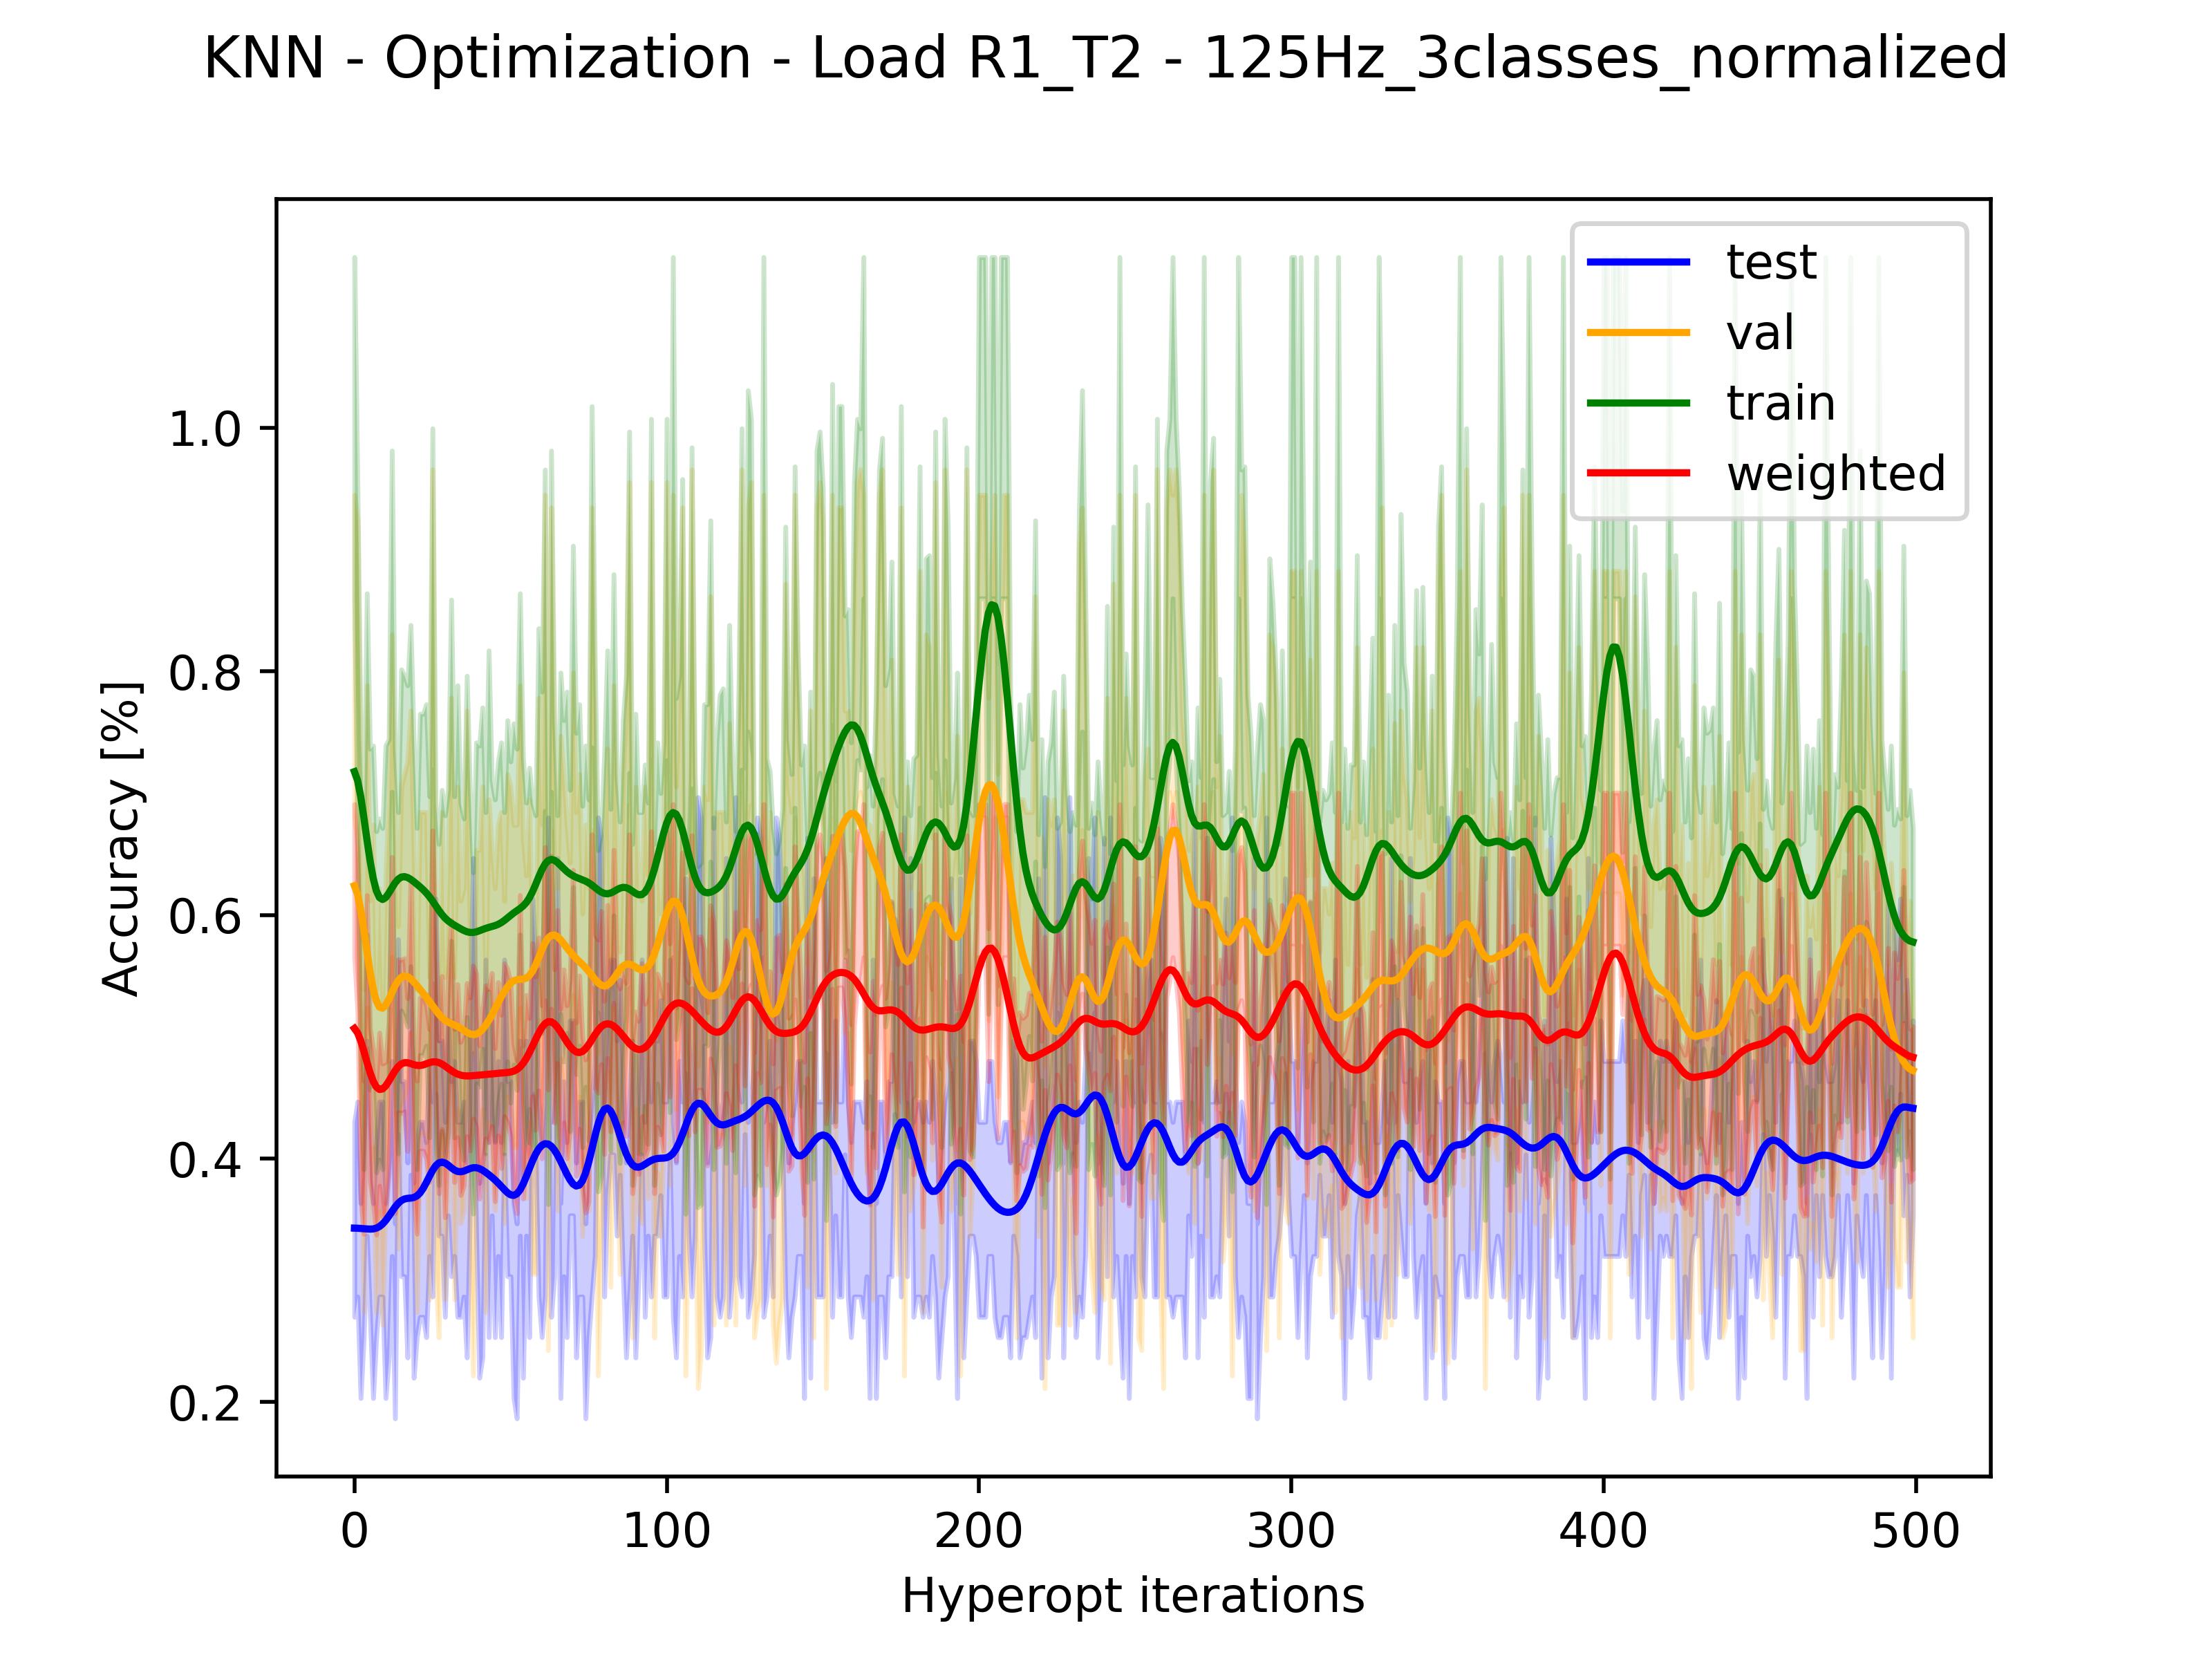 KNN - Optimization - Load R1_T2 - 125Hz_3classes_normalized
test
val
train
weighted
Accuracy [%]
1.0
0.8
0.6
0.4
0.2
0 100 200 300 400 500
Hyperopt iterations